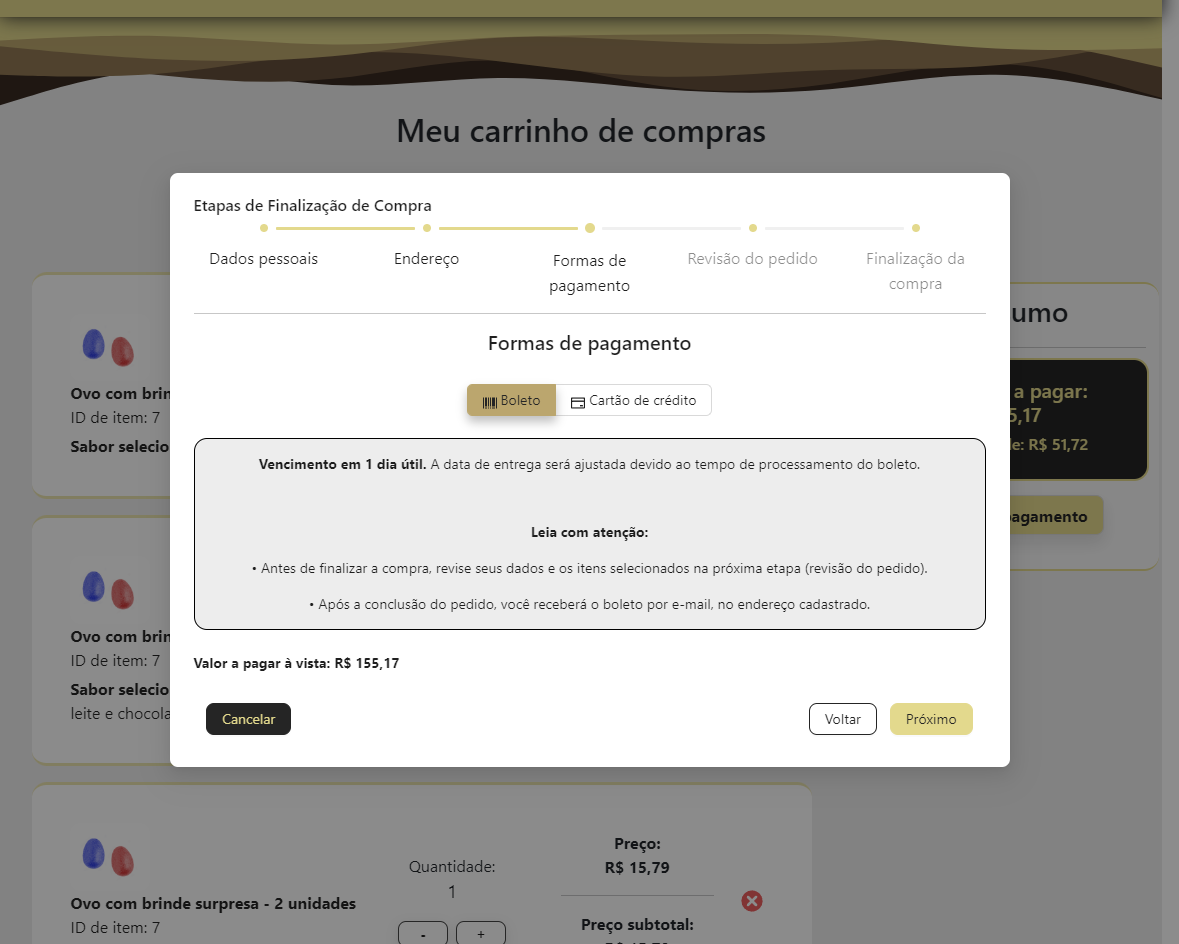 Meu carrinho de compras
Etapas de Finalização de Compra
Dados pessoais
Endereço
Formas de
pagamento
Revisão do pedido
Finalização da
compra
Formas de pagamento
Boleto
Cartão de crédito
Vencimento em 1 dia útil. A data de entrega será ajustada devido ao tempo de processamento do boleto.
Leia com atenção:
• Antes de finalizar a compra, revise seus dados e os itens selecionados na próxima etapa (revisão do pedido).
• Após a conclusão do pedido, você receberá o boleto por e-mail, no endereço cadastrado.
Valor a pagar à vista: R$ 155,17
Cancelar
Voltar
Próximo
Ovo com brin
ID de item: 7
Sabor selecio
Ovo com brin
ID de item: 7
Sabor selecio
leite e chocola
umo
a pagar:
5,17
de: R$ 51,72
pagamento
Ovo com brinde surpresa - 2 unidades
ID de item: 7
Quantidade:
1
-
+
Preço:
R$ 15,79
Preço subtotal: